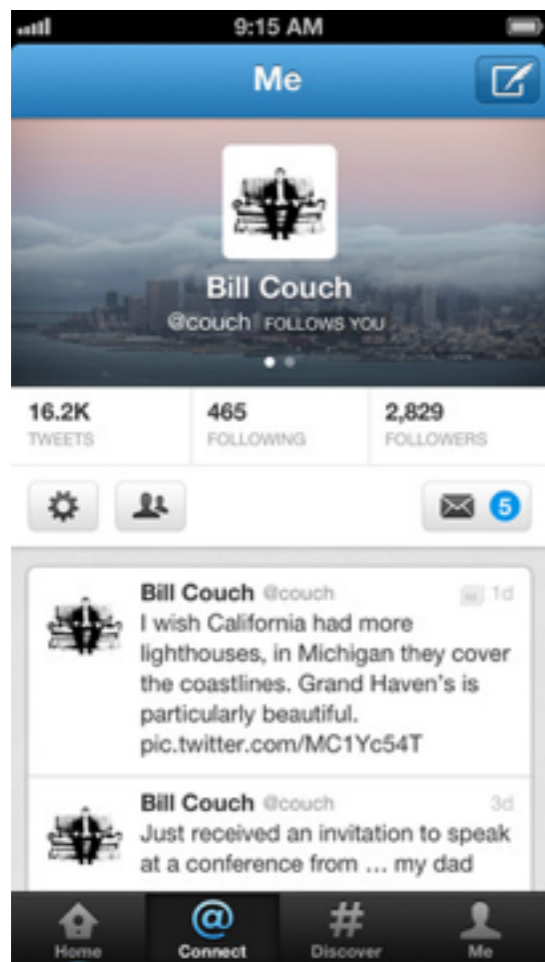 9:15 AM
Me
Bill Couch
@couch FOLLOWS YOU
16.2K
TWEETS
465
FOLLOWING
2,829
FOLLOWERS
5
Bill Couch @couch 1d
I wish California had more
lighthouses, in Michigan they cover
the coastlines. Grand Haven's is
particularly beautiful.
pic.twitter.com/MC1Yc54T
Bill Couch @couch 3d
Just received an invitation to speak
at a conference from … my dad
@
#
Home
Connect
Discover
Me